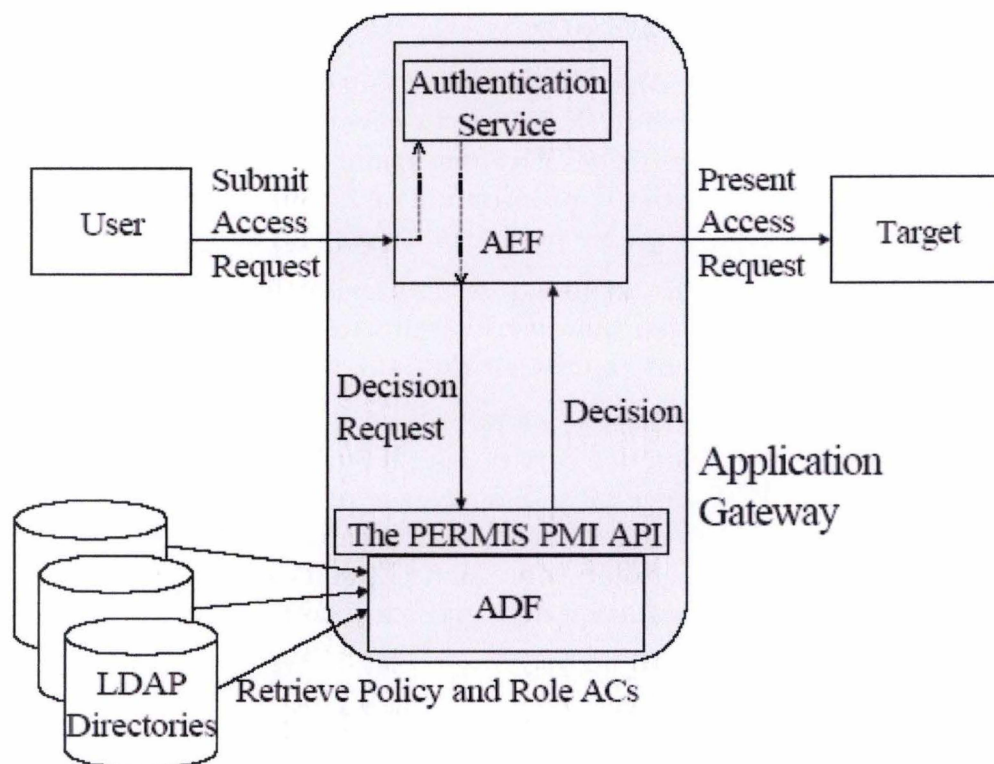 Authentication
Service
User
Submit
Access
Request
AEF
Present
Access
Request
Target
Decision
Request
Decision
Application
Gateway
The PERMIS PMI API
ADF
LDAP
Directories
Retrieve Policy and Role ACs